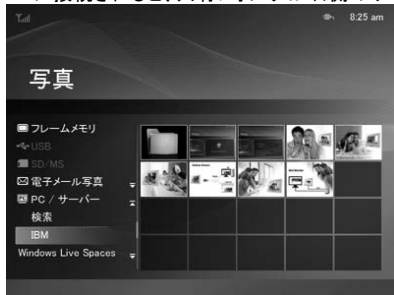 8:25 am
写真
フレームメモリ
USB
SD/MS
電子メール写真
PC / サーバー
検索
IBM
Windows Live Spaces